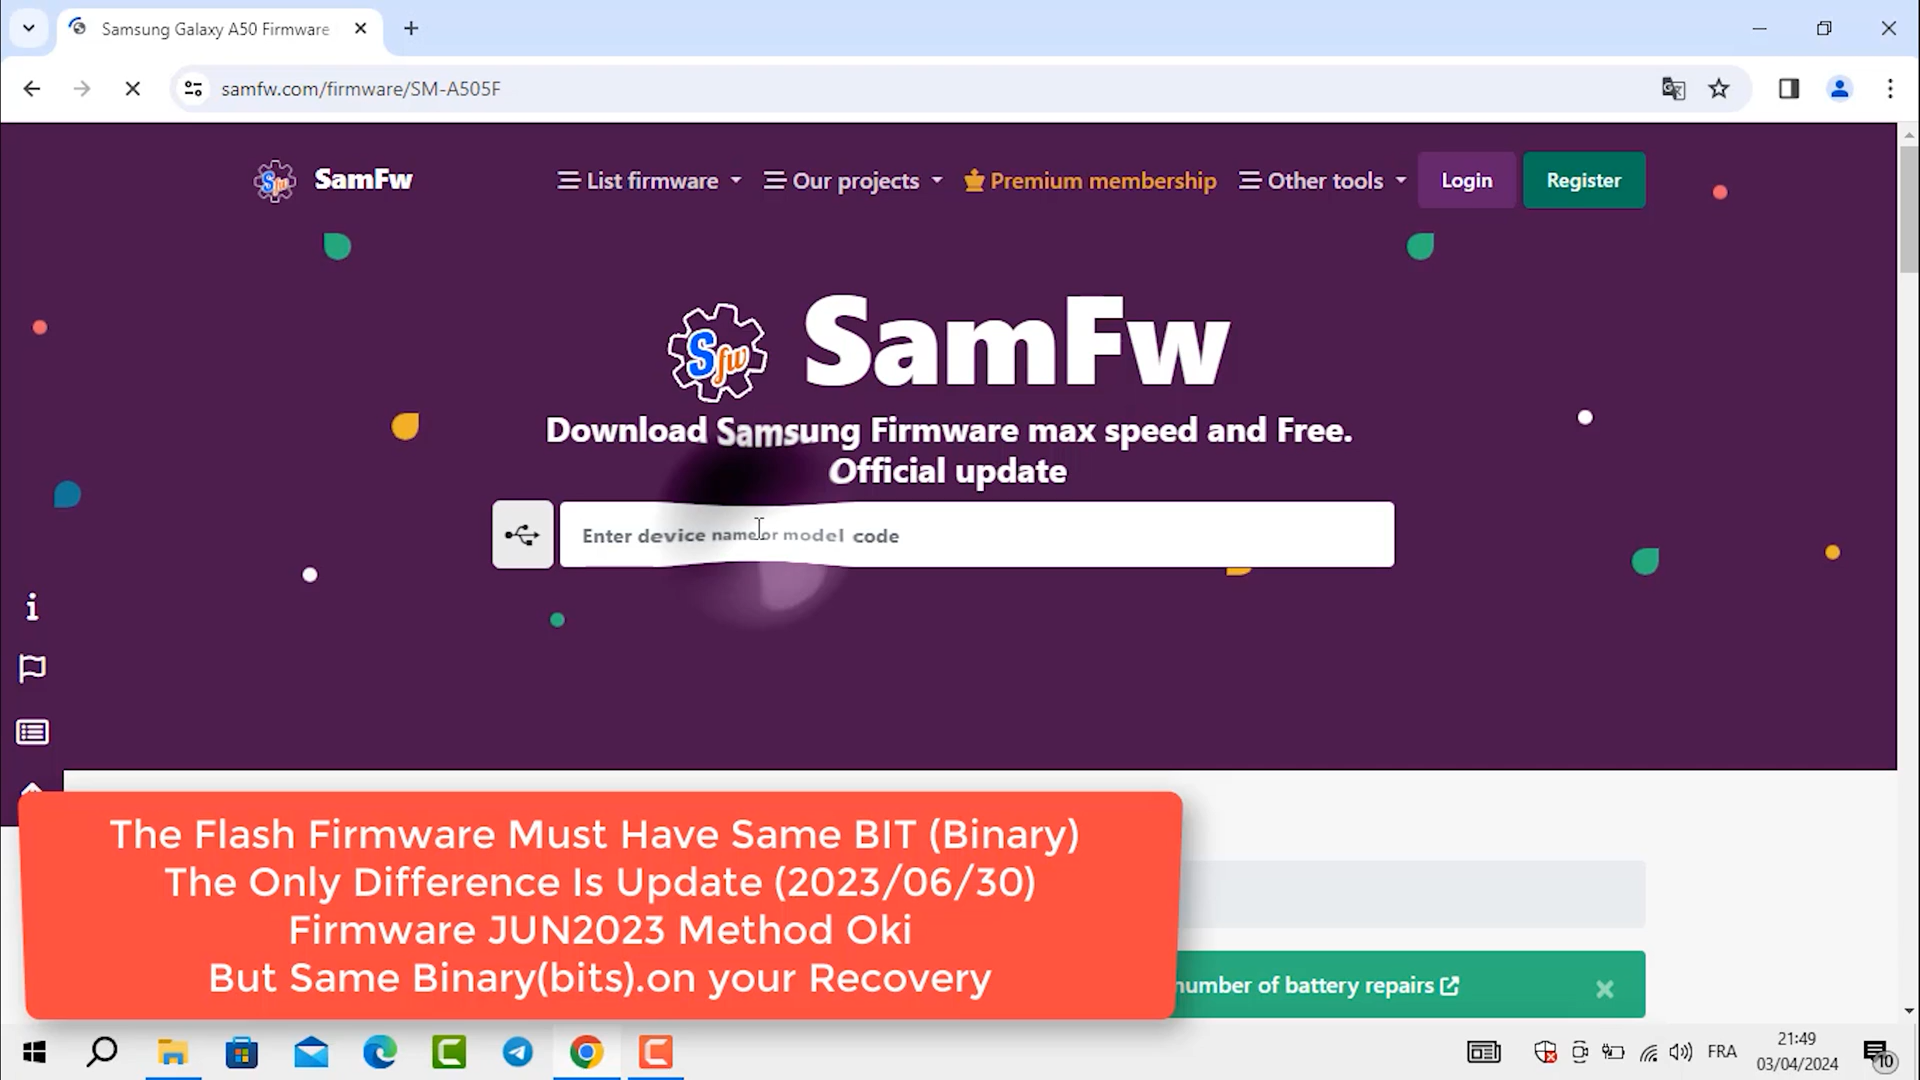 Samsung Galaxy A50 Firmware
samfw.com/firmware/SM-A505F
Sfw
SamFw
List firmware
Our projects
Premium membership
Other tools
Login
Register
Sfw
SamFw
Download Samsung Firmware max speed and Free.
Official update
Enter device name or model code
The Flash Firmware Must Have Same BIT (Binary)
The Only Difference Is Update (2023/06/30)
Firmware JUN2023 Method Oki
But Same Binary(bits).on your Recovery
number of battery repairs
FRA
21:49
03/04/2024
10